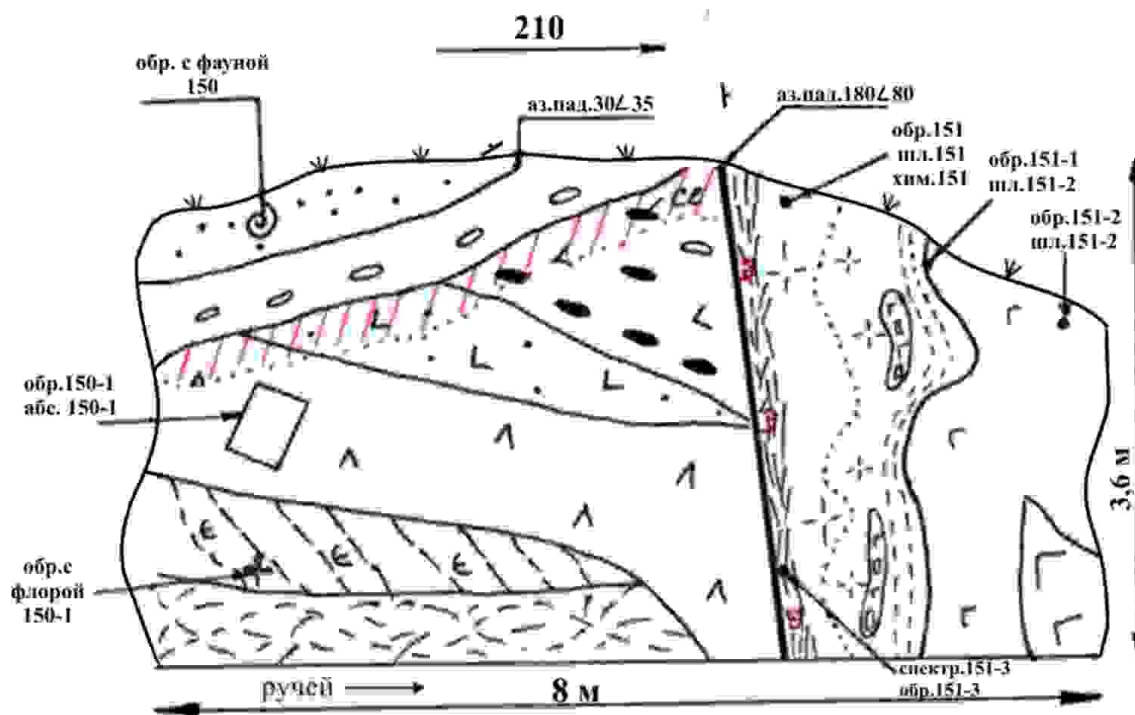 210
обр. с фауной
150
аз.пад.30∠35
аз.пад.180∠80
обр.151
шл.151
хим.151
обр.151-1
шл.151-2
обр.151-2
шл.151-2
обр.150-1
абс. 150-1
3,6 м
обр.с
флорой
150-1
спектр.151-3
обр.151-3
ручей
8 м